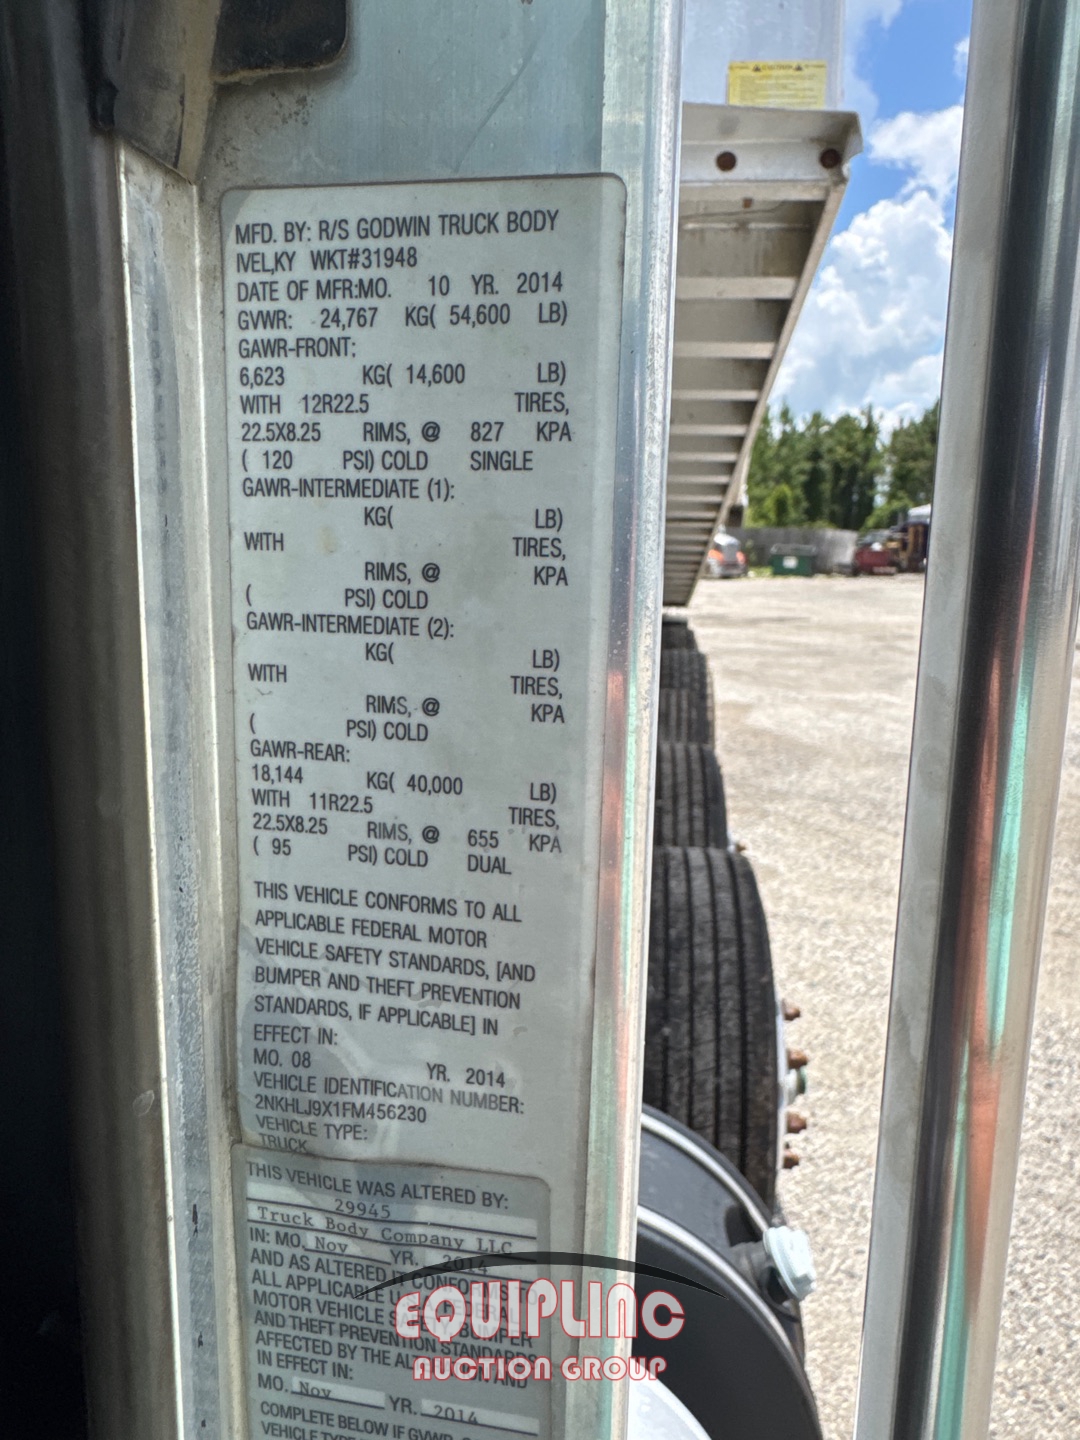 CAUTION
MFD. BY: R/S GODWIN TRUCK BODY
IVEL,KY WKT#31948
DATE OF MFR:MO. 10 YR. 2014
GVWR: 24,767 KG( 54,600 LB)
GAWR-FRONT:
6,623 KG( 14,600 LB)
WITH 12R22.5 TIRES,
22.5X8.25 RIMS, @ 827 KPA
( 120 PSI) COLD SINGLE
GAWR-INTERMEDIATE (1):
KG( LB)
WITH TIRES,
RIMS, @ KPA
( PSI) COLD
GAWR-INTERMEDIATE (2):
KG( LB)
WITH TIRES,
RIMS, @ KPA
( PSI) COLD
GAWR-REAR:
18,144 KG( 40,000 LB)
WITH 11R22.5 TIRES,
22.5X8.25 RIMS, @ 655 KPA
( 95 PSI) COLD DUAL
THIS VEHICLE CONFORMS TO ALL
APPLICABLE FEDERAL MOTOR
VEHICLE SAFETY STANDARDS, [AND
BUMPER AND THEFT PREVENTION
STANDARDS, IF APPLICABLE] IN
EFFECT IN:
MO. 08 YR. 2014
VEHICLE IDENTIFICATION NUMBER:
2NKHLJ9X1FM456230
VEHICLE TYPE:
TRUCK
THIS VEHICLE WAS ALTERED BY:
29945
Truck Body Company LLC
IN: MO. Nov YR. 2014
AND AS ALTERED IT CONFORMS TO
ALL APPLICABLE FEDERAL
MOTOR VEHICLE SAFETY BUMPER
AND THEFT PREVENTION STANDARDS
AFFECTED BY THE ALTERATION AND
IN EFFECT IN:
MO. Nov YR. 2014
COMPLETE BELOW IF GVWR
VEHICLE TYPE
EQUIPLINC
AUCTION GROUP